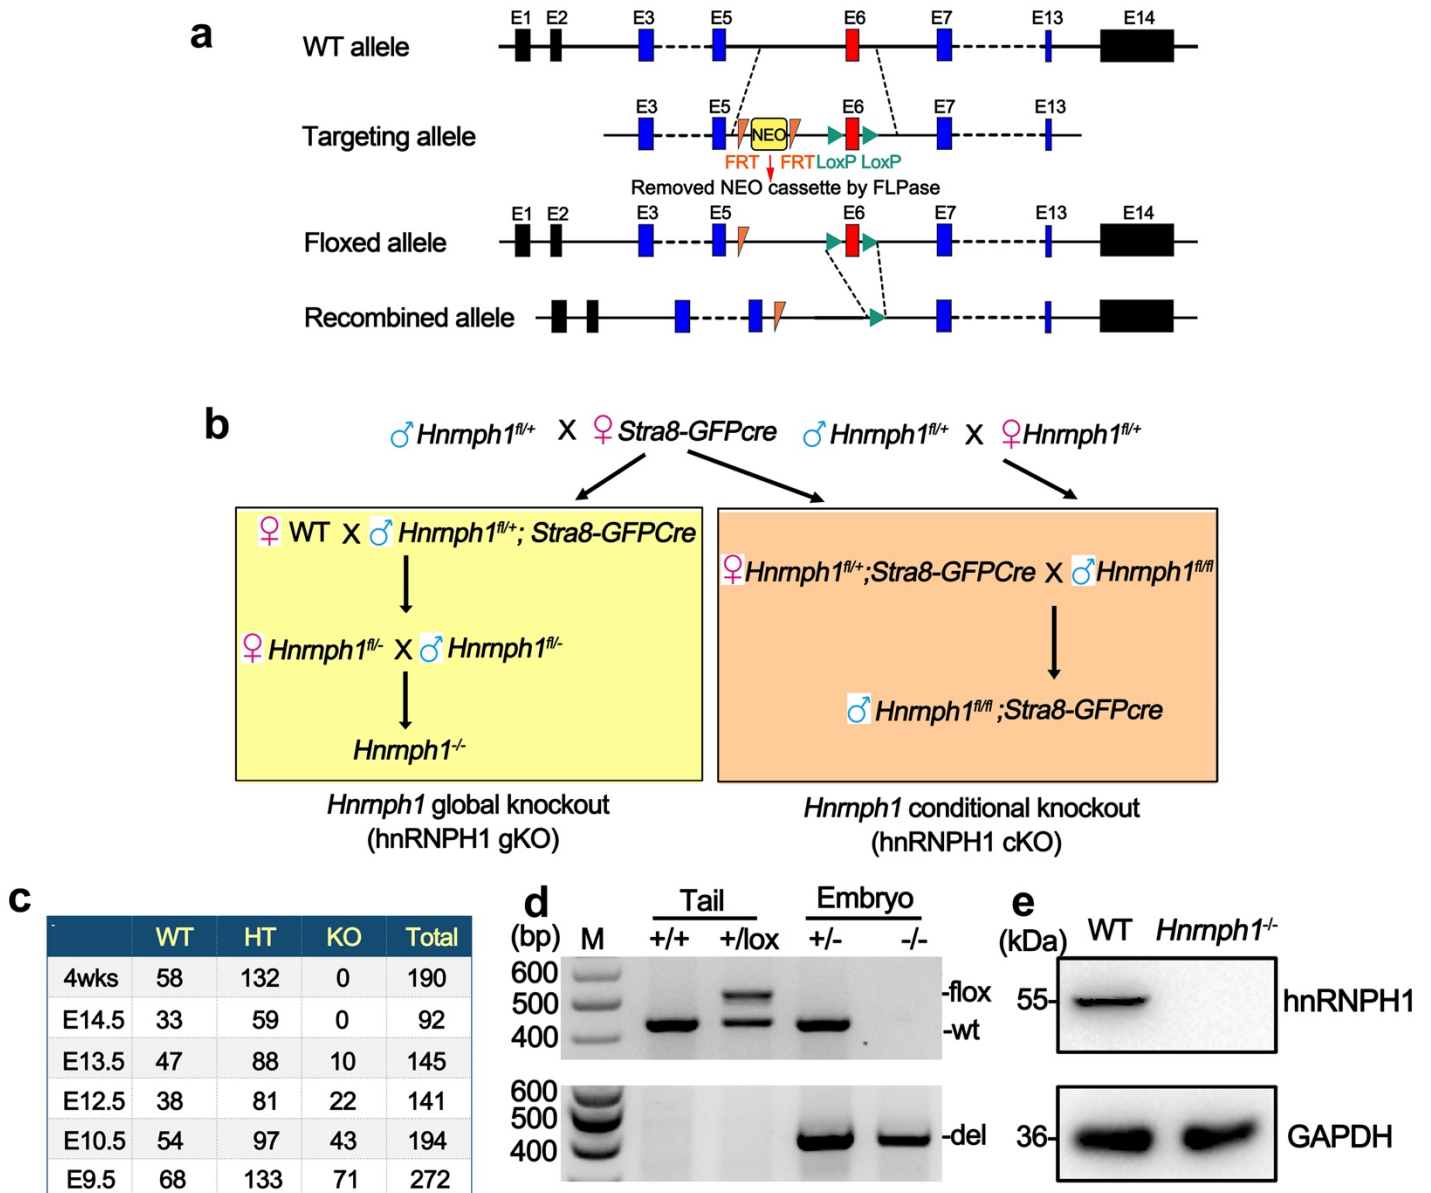 a
E1 E2 E3 E5 E6 E7 E13 E14
WT allele
E3 E5 E6 E7 E13
Targeting allele
NEO
FRT FRT LoxP LoxP
Removed NEO cassette by FLPase
E1 E2 E3 E5 E6 E7 E13 E14
Floxed allele
Recombined allele
b
♂ Hnrnph1fl/+ X ♀ Stra8-GFPcre ♂ Hnrnph1fl/+ X ♀ Hnrnph1fl/+
♀ WT X ♂ Hnrnph1fl/+; Stra8-GFPCre
♀ Hnrnph1fl/- X ♂ Hnrnph1fl/-
Hnrnph1-/-
♀ Hnrnph1fl/+;Stra8-GFPCre X ♂ Hnrnph1fl/fl
♂ Hnrnph1fl/fl ;Stra8-GFPcre
Hnrnph1 global knockout
(hnRNPH1 gKO)
Hnrnph1 conditional knockout
(hnRNPH1 cKO)
c
- WT HT KO Total
4wks 58 132 0 190
E14.5 33 59 0 92
E13.5 47 88 10 145
E12.5 38 81 22 141
E10.5 54 97 43 194
E9.5 68 133 71 272
d
Tail Embryo
(bp) M +/+ +/lox +/- -/-
600
500
400
-flox
-wt
600
500
400
-del
e
(kDa) WT Hnrnph1-/-
55- hnRNPH1
36- GAPDH